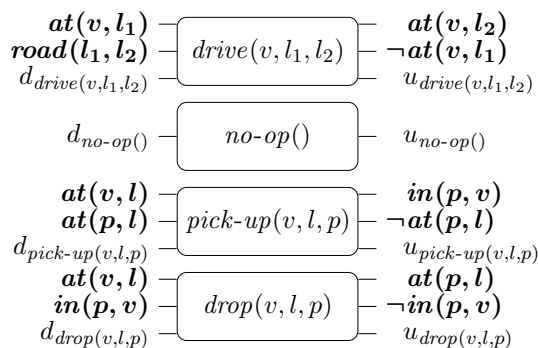 at(v, l₁) at(v, l₂)
road(l₁, l₂) drive(v, l₁, l₂) ¬at(v, l₁)
d_drive(v,l₁,l₂) u_drive(v,l₁,l₂)
d_no-op() no-op() u_no-op()
at(v, l) in(p, v)
at(p, l) pick-up(v, l, p) ¬at(p, l)
d_pick-up(v,l,p) u_pick-up(v,l,p)
at(v, l) at(p, l)
in(p, v) drop(v, l, p) ¬in(p, v)
d_drop(v,l,p) u_drop(v,l,p)